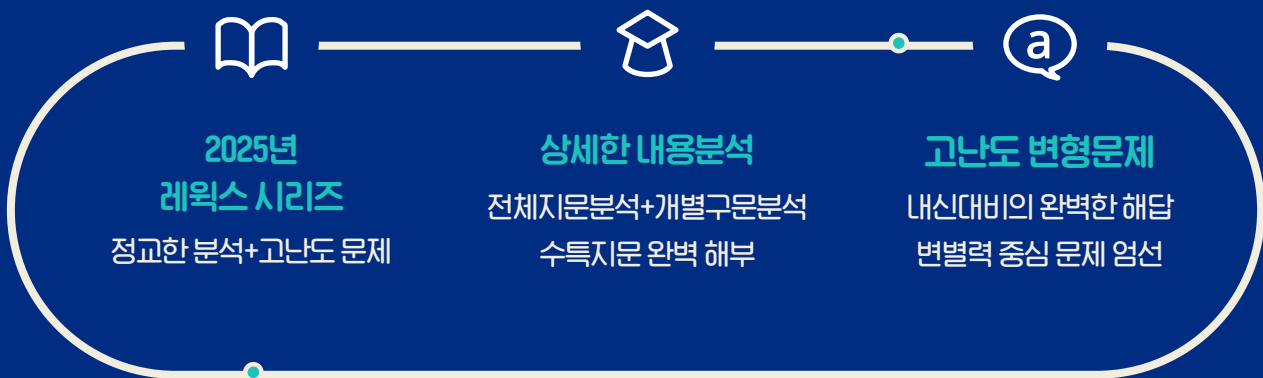 a
2025년
레웍스 시리즈
정교한 분석+고난도 문제
상세한 내용분석
전체지문분석+개별구문분석
수특지문 완벽 해부
고난도 변형문제
내신대비의 완벽한 해답
변별력 중심 문제 엄선